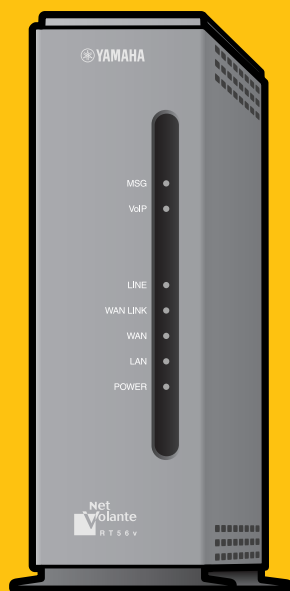 YAMAHA
MSG
VoIP
LINE
WAN LINK
WAN
LAN
POWER
Net
Volante
RT56v